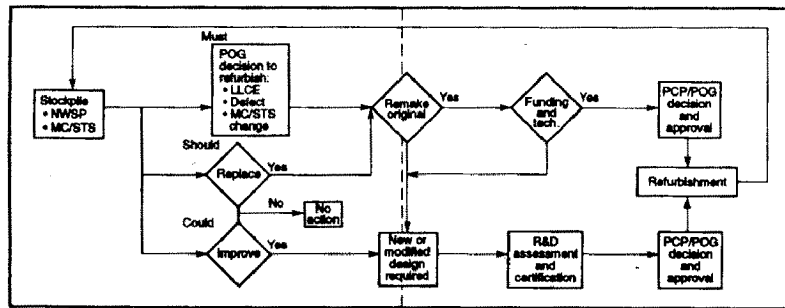 Must
POG
decision to
refurbish:
• LLCE
• Defect
• MC/STS
change
Stockpile
• NWSP
• MC/STS
Remake
original
Yes
Funding
and
tech.
Yes
PCP/POG
decision
and
approval
Should
Replace
Yes
Refurbishment
No
No
action
Could
Improve
Yes
New or
modified
design
required
R&D
assessment
and
certification
PCP/POG
decision
and
approval